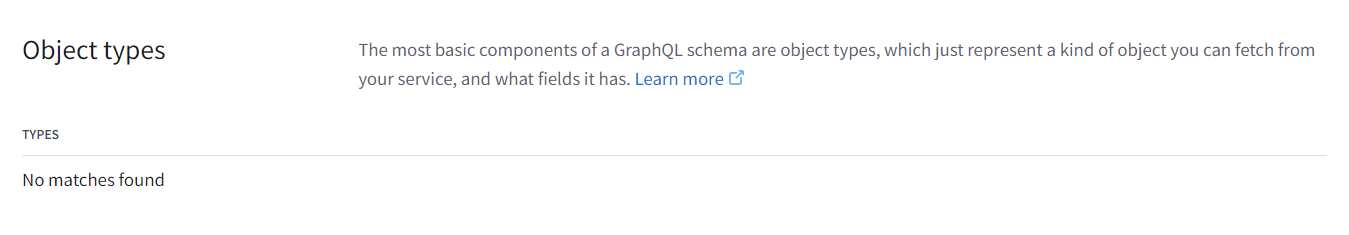 Object types
The most basic components of a GraphQL schema are object types, which just represent a kind of object you can fetch from
your service, and what fields it has. Learn more
TYPES
No matches found